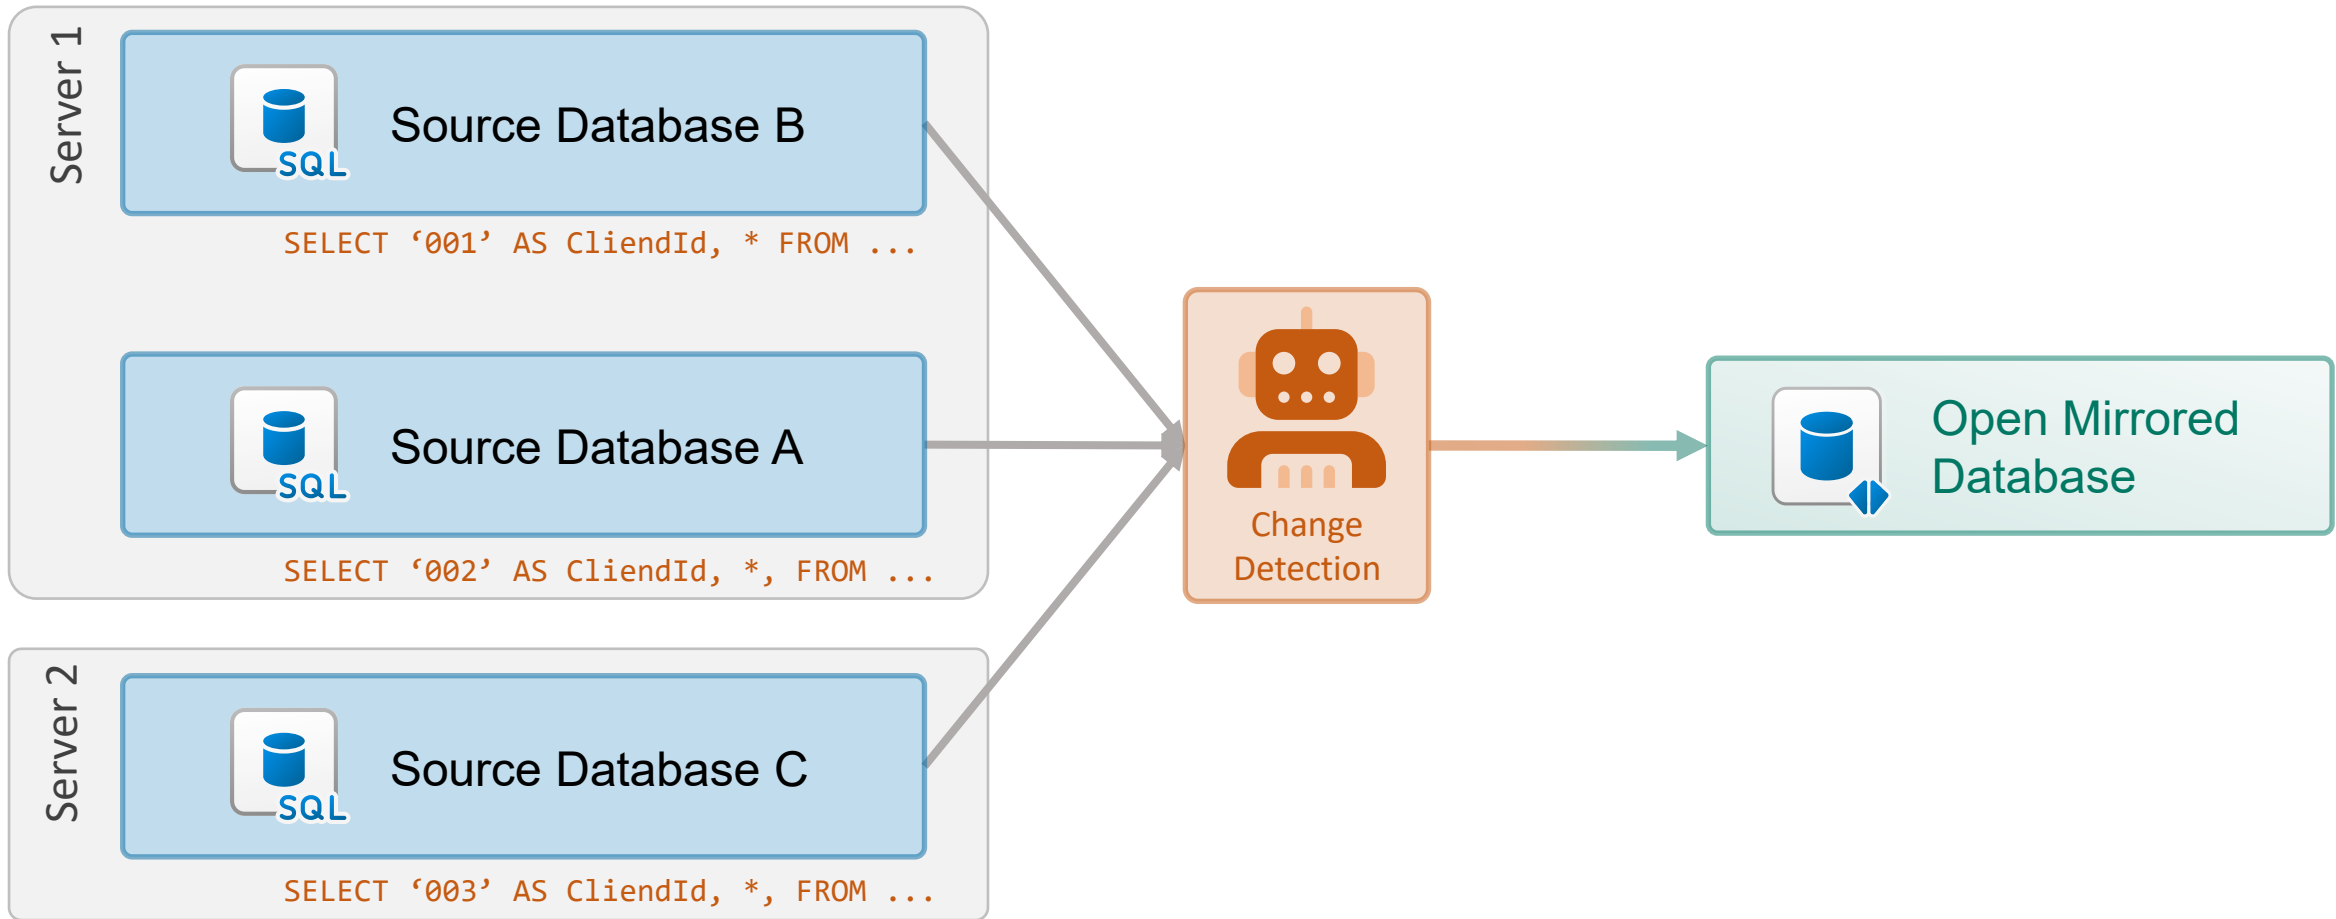 Server 1
Source Database B
SQL
SELECT ‘001’ AS CliendId, * FROM ...
Source Database A
SQL
SELECT ‘002’ AS CliendId, *, FROM ...
Server 2
Source Database C
SQL
SELECT ‘003’ AS CliendId, *, FROM ...
Change
Detection
Open Mirrored
Database